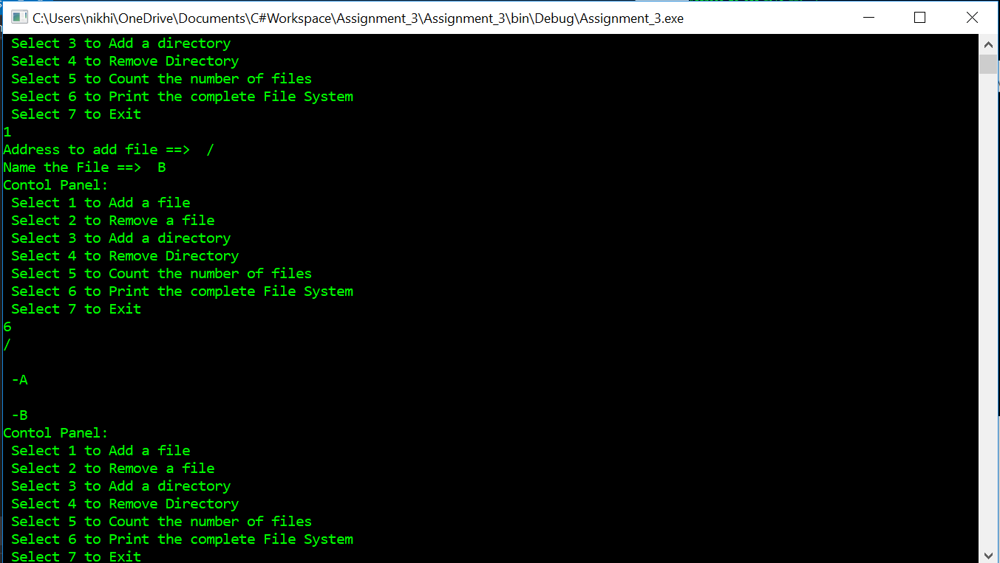 C:\Users\nikhi\OneDrive\Documents\C#Workspace\Assignment_3\Assignment_3\bin\Debug\Assignment_3.exe
Select 3 to Add a directory
Select 4 to Remove Directory
Select 5 to Count the number of files
Select 6 to Print the complete File System
Select 7 to Exit
1
Address to add file ==>  /
Name the File ==>  B
Contol Panel:
Select 1 to Add a file
Select 2 to Remove a file
Select 3 to Add a directory
Select 4 to Remove Directory
Select 5 to Count the number of files
Select 6 to Print the complete File System
Select 7 to Exit
6
/
-A
-B
Contol Panel:
Select 1 to Add a file
Select 2 to Remove a file
Select 3 to Add a directory
Select 4 to Remove Directory
Select 5 to Count the number of files
Select 6 to Print the complete File System
Select 7 to Exit